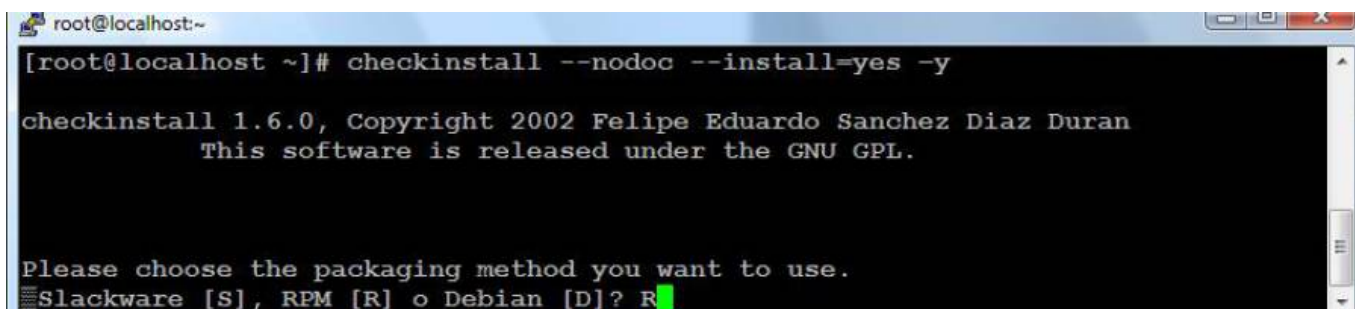 root@localhost:~
[root@localhost ~]# checkinstall --nodoc --install=yes -y
checkinstall 1.6.0, Copyright 2002 Felipe Eduardo Sanchez Diaz Duran
This software is released under the GNU GPL.
Please choose the packaging method you want to use.
Slackware [S], RPM [R] o Debian [D]? R